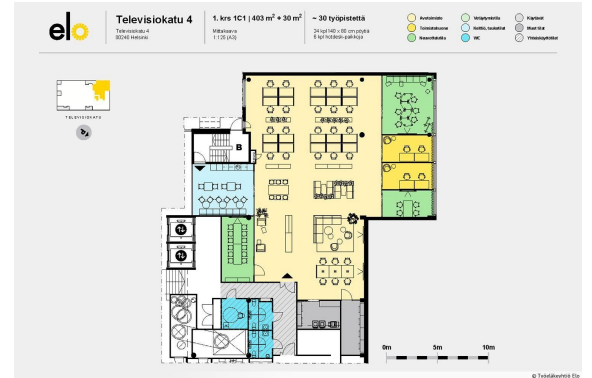 elo
Televisiokatu 4
Televisiokatu 4
00240 Helsinki
1. krs 1C1 | 403 m² + 30 m²
Mittakaava
1:125 (A3)
~ 30 työpistettä
34 kpl 140 x 80 cm pöytiä
6 kpl hotdesk-paikkoja
Avotoimisto
Toimistohuone
Neuvottelutila
Vetäytymistila
Keittiö, taukotilat
WC
Käytävät
Muut tilat
Yhteiskäyttötilat
TELEVISIOKATU
B
0m 5m 10m
© Työeläkeyhtiö Elo